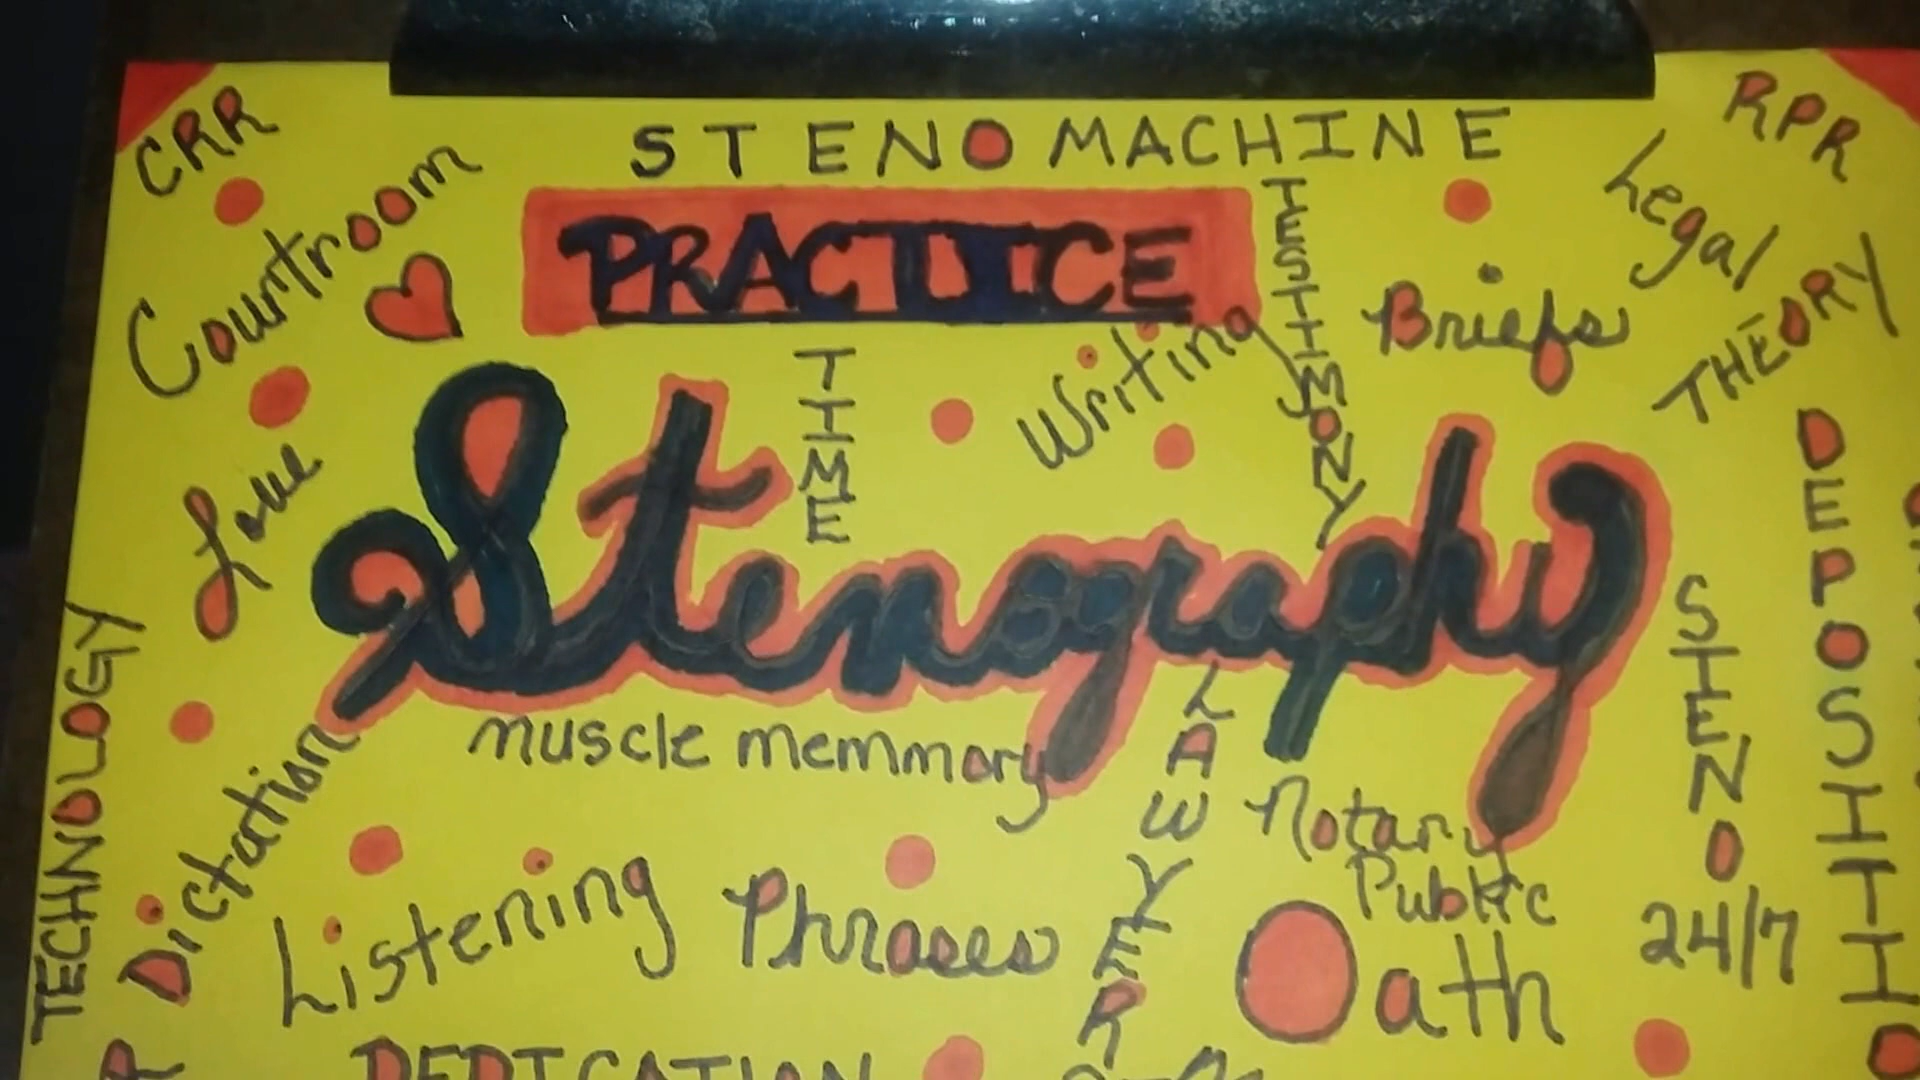 CRR
STENO MACHINE
RPR
Courtroom
PRACTICE
TESTIMONY
Legal
Briefs
THEORY
Writing
TIME
Love
Stenography
DEPOSITIO
STENO
24/7
TECHNOLOGY
muscle memmory
LAWYER
Notary
Public
Dictation
Listening
Phrases
Oath
DEDICATION